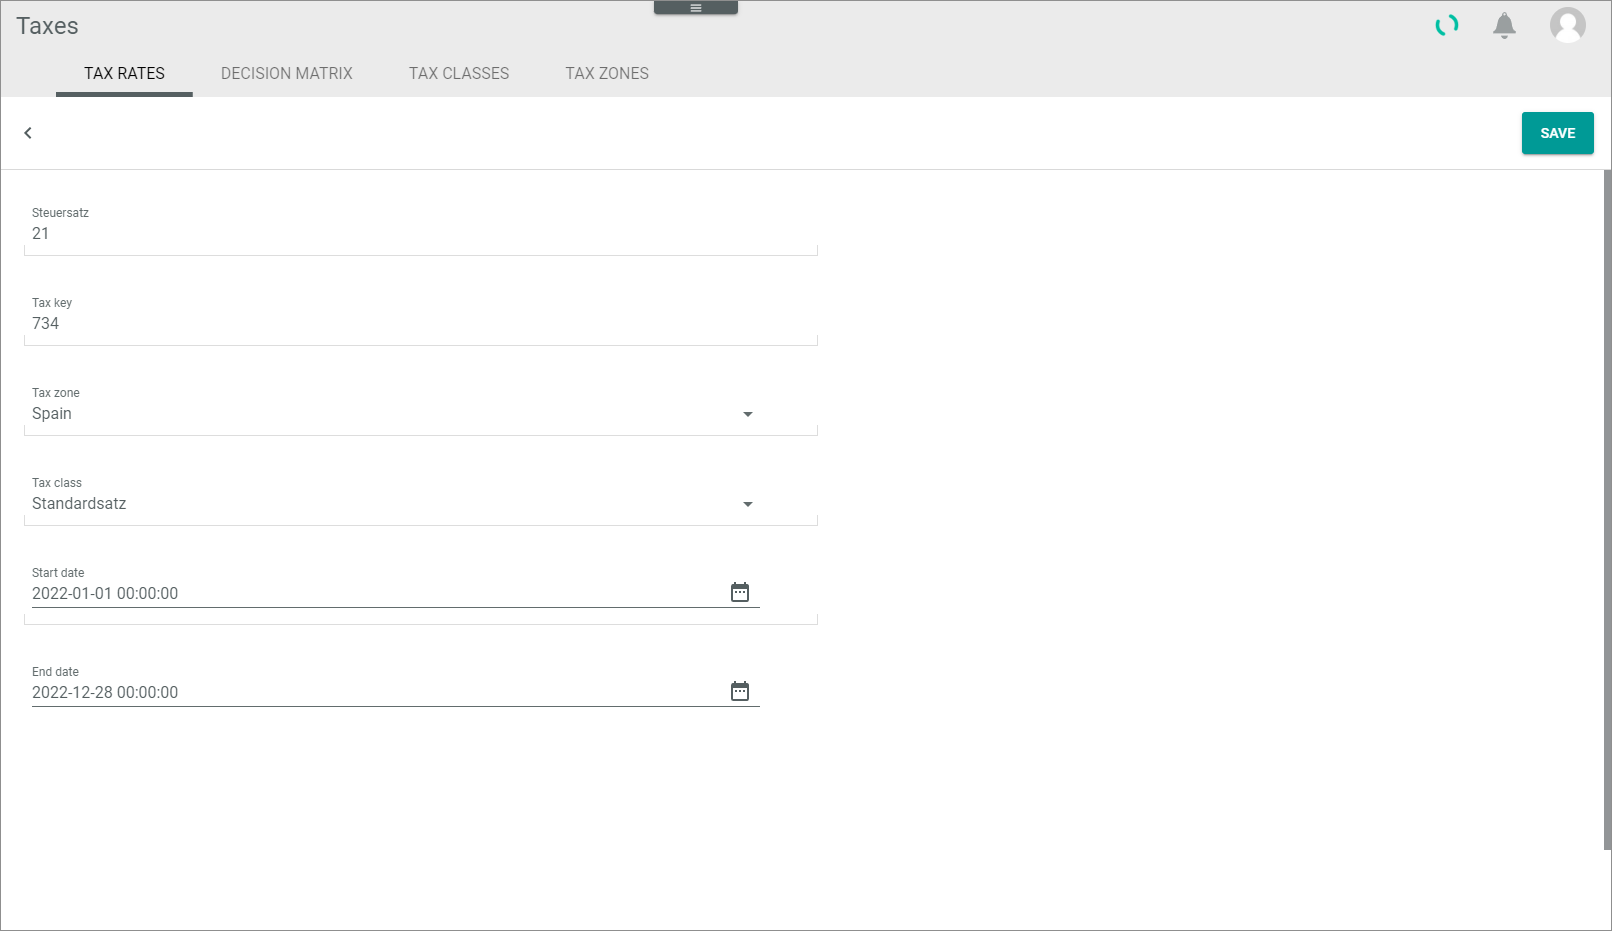 Taxes
TAX RATES DECISION MATRIX TAX CLASSES TAX ZONES
SAVE
Steuersatz
21
Tax key
734
Tax zone
Spain
Tax class
Standardsatz
Start date
2022-01-01 00:00:00
End date
2022-12-28 00:00:00